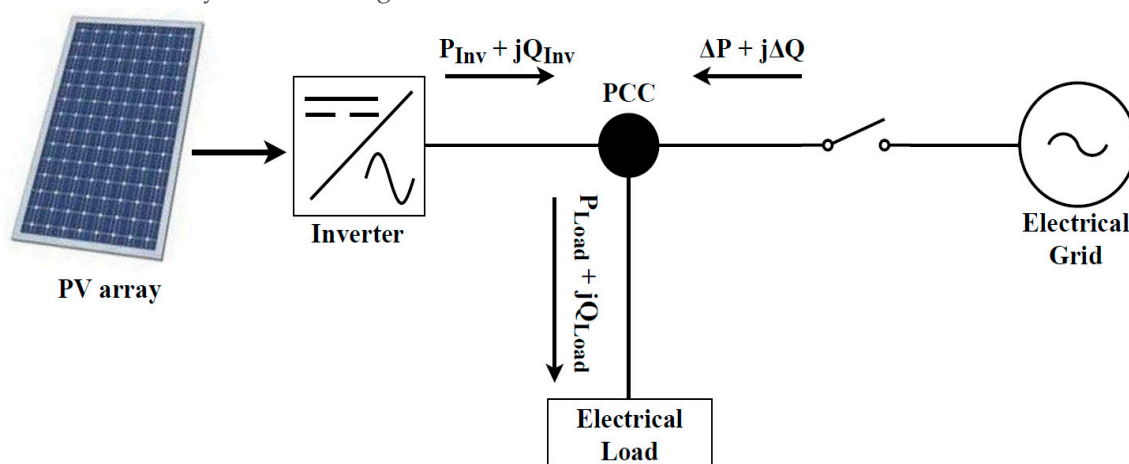 P_Inv + jQ_Inv
ΔP + jΔQ
PCC
Inverter
PV array
P_Load + jQ_Load
Electrical
Grid
Electrical
Load